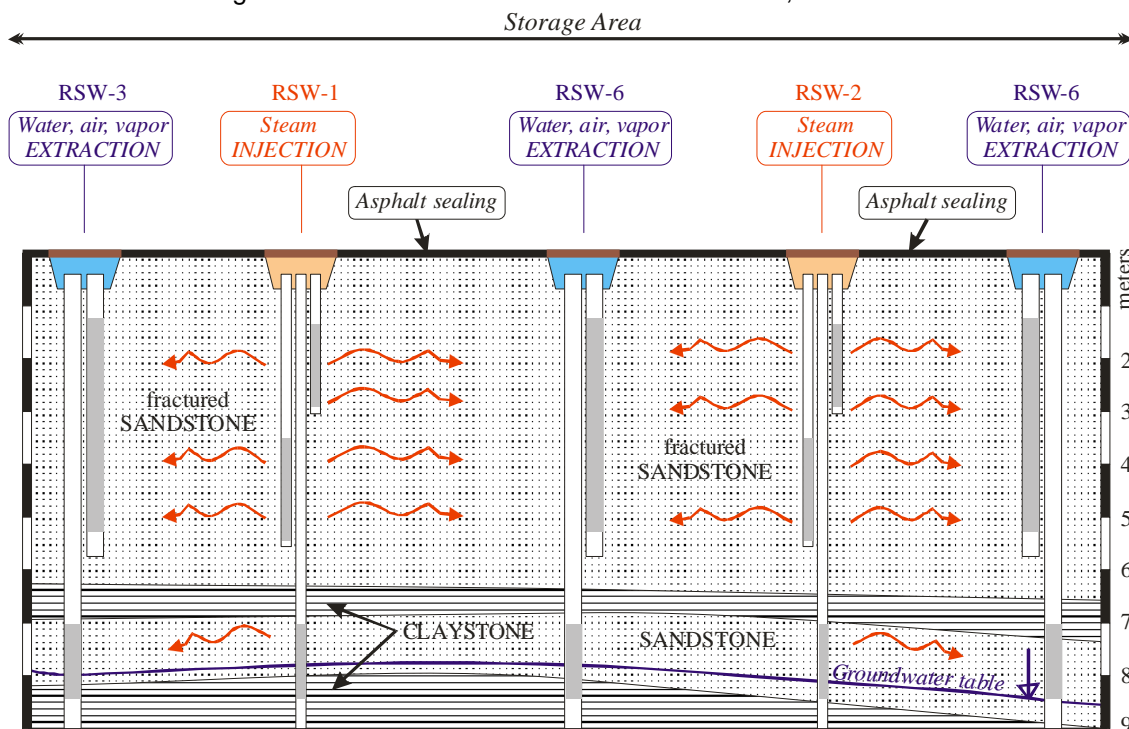 Storage Area
RSW-3
RSW-1
RSW-6
RSW-2
RSW-6
Water, air, vapor
EXTRACTION
Steam
INJECTION
Water, air, vapor
EXTRACTION
Steam
INJECTION
Water, air, vapor
EXTRACTION
Asphalt sealing
Asphalt sealing
meters
2
fractured
SANDSTONE
3
fractured
SANDSTONE
4
5
6
CLAYSTONE
SANDSTONE
7
Groundwater table
8
9